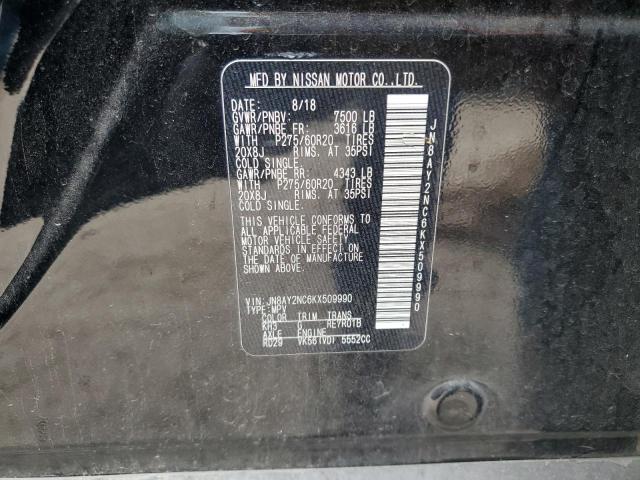 MFD BY NISSAN MOTOR CO.,LTD.
DATE: 8/18
GVWR/PNBV: 7500 LB
GAWR/PNBE FR: 3616 LB
WITH P275/60R20 TIRES
20X8J RIMS. AT 35PSI
COLD SINGLE.
GAWR/PNBE RR: 4343 LB
WITH P275/60R20 TIRES
20X8J RIMS. AT 35PSI
COLD SINGLE.
THIS VEHICLE CONFORMS TO
ALL APPLICABLE FEDERAL
MOTOR VEHICLE SAFETY
STANDARDS IN EFFECT ON
THE DATE OF MANUFACTURE
SHOWN ABOVE.
VIN:JN8AY2NC6KX509990
TYPE:MPV
COLOR TRIM TRANS
KH3 G RE7R01B
AXLE ENGINE
RD29 VK56(VD) 5552CC
JN8AY2NC6KX509990